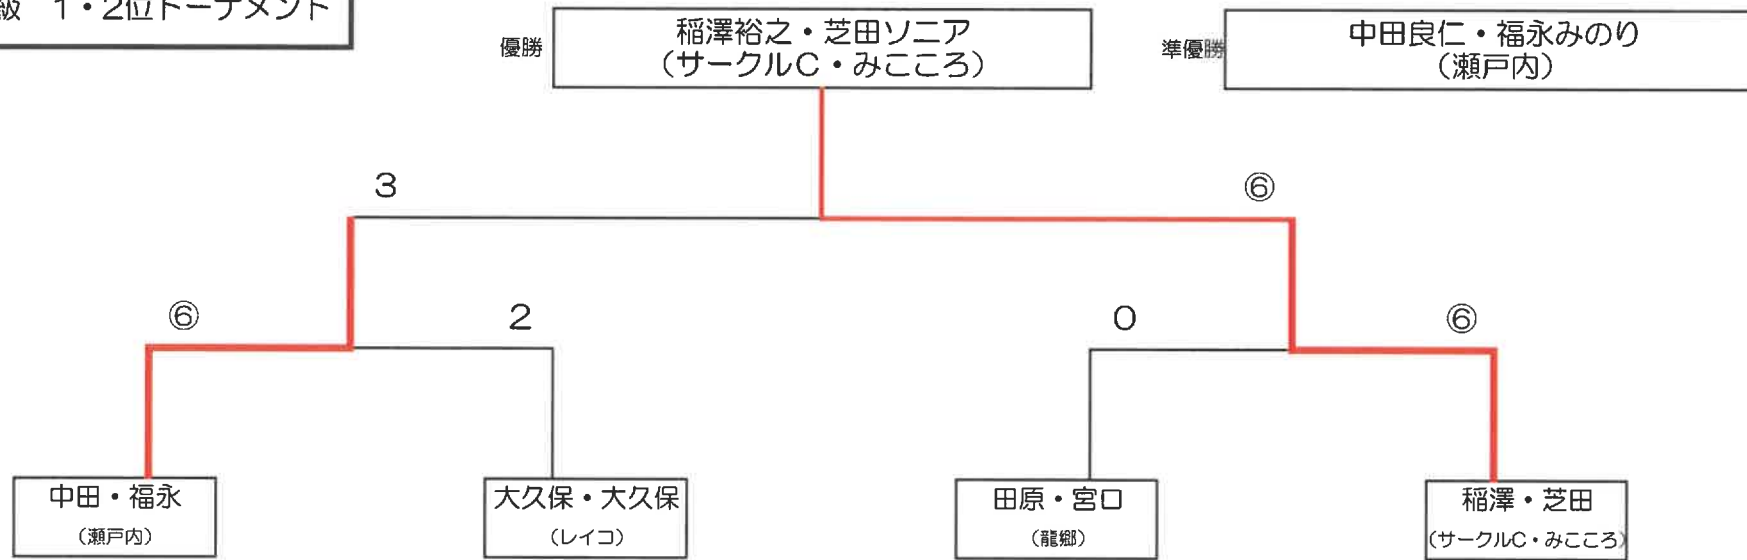 級 1・2位トーナメント
優勝
稲澤裕之・芝田ソニア
(サークルC・みこころ)
準優勝
中田良仁・福永みのり
(瀬戸内)
3
⑥
⑥
2
0
⑥
中田・福永
(瀬戸内)
大久保・大久保
(レイコ)
田原・宮口
(龍郷)
稲澤・芝田
(サークルC・みこころ)